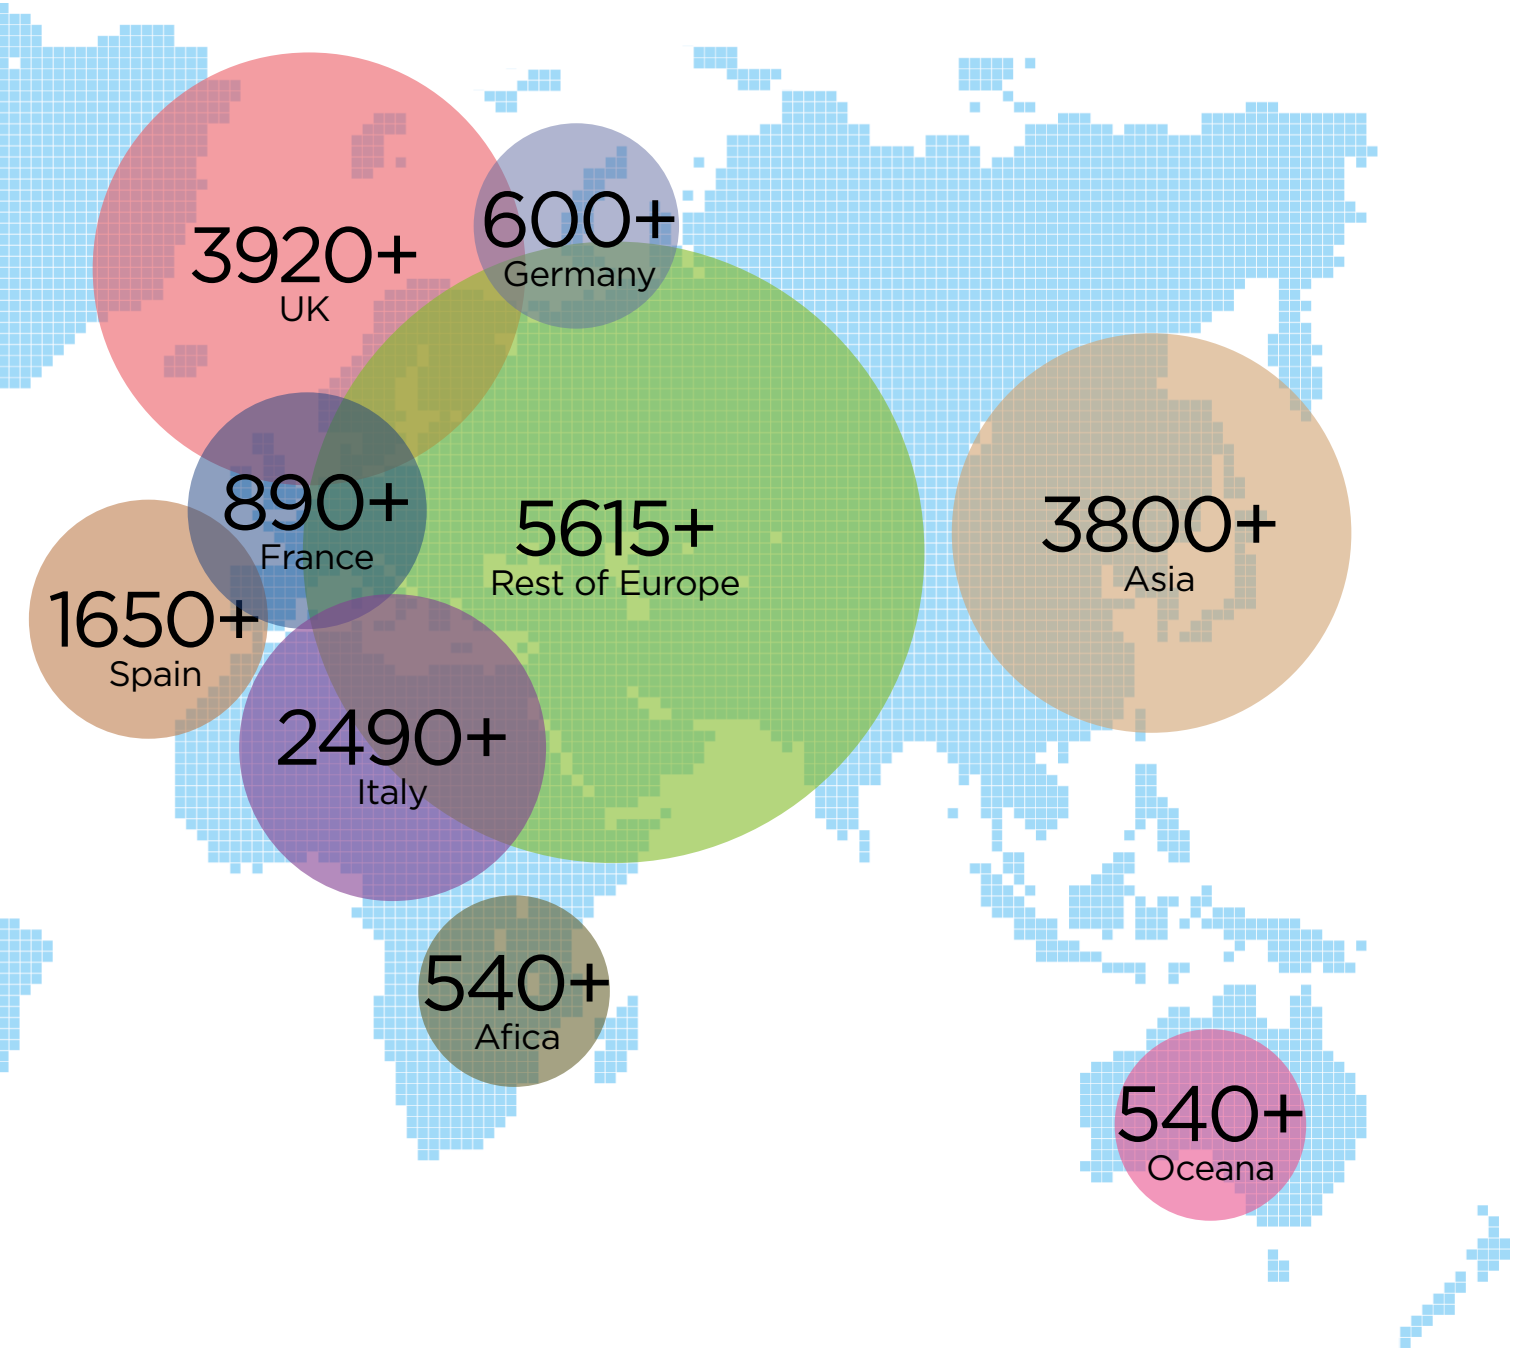 600+
Germany
3920+
UK
890+
France
5615+
Rest of Europe
3800+
Asia
1650+
Spain
2490+
Italy
540+
Afica
540+
Oceana